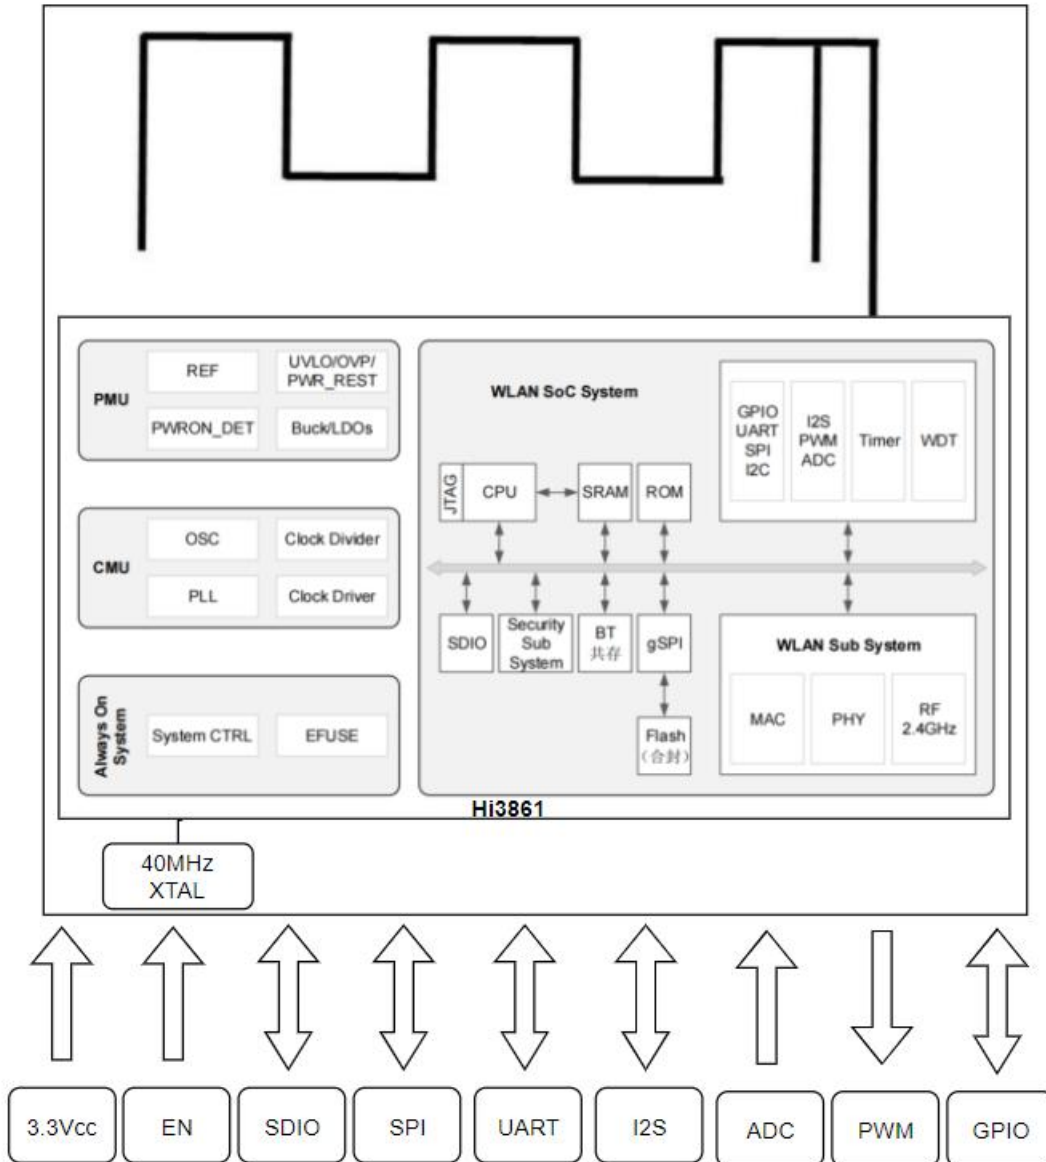 PMU
REF
UVLO/OVP/
PWR_REST
PWRON_DET
Buck/LDOs
CMU
OSC
Clock Divider
PLL
Clock Driver
Always On
System
System CTRL
EFUSE
WLAN SoC System
JTAG
CPU
SRAM
ROM
GPIO
UART
SPI
I2C
I2S
PWM
ADC
Timer
WDT
SDIO
Security
Sub
System
BT
共存
gSPI
Flash
（合封）
WLAN Sub System
MAC
PHY
RF
2.4GHz
Hi3861
40MHz
XTAL
3.3Vcc
EN
SDIO
SPI
UART
I2S
ADC
PWM
GPIO